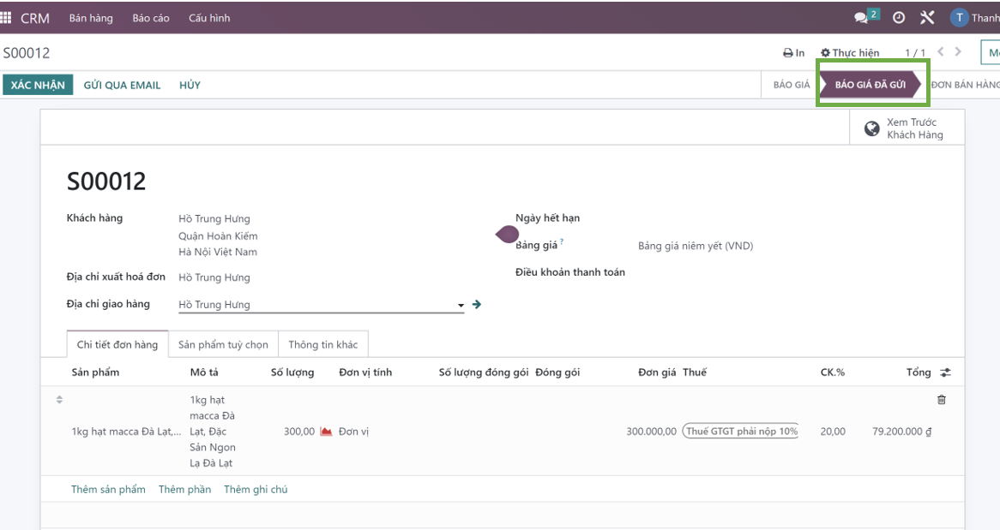 CRM Bán hàng Báo cáo Cấu hình 2 T Thanh
S00012 In Thực hiện 1 / 1
XÁC NHẬN GỬI QUA EMAIL HỦY BÁO GIÁ BÁO GIÁ ĐÃ GỬI ĐƠN BÁN HÀNG
Xem Trước
Khách Hàng
S00012
Khách hàng Hồ Trung Hưng
Quận Hoàn Kiếm
Hà Nội Việt Nam
Địa chỉ xuất hoá đơn Hồ Trung Hưng
Địa chỉ giao hàng Hồ Trung Hưng
Ngày hết hạn
Bảng giá ? Bảng giá niêm yết (VND)
Điều khoản thanh toán
Chi tiết đơn hàng Sản phẩm tuỳ chọn Thông tin khác
Sản phẩm Mô tả Số lượng Đơn vị tính Số lượng đóng gói Đóng gói Đơn giá Thuế CK.% Tổng
1kg hạt macca Đà Lạt,...
1kg hạt
macca Đà
Lạt, Đặc
Sản Ngon
Lạ Đà Lạt
300,00 Đơn vị 300.000,00 Thuế GTGT phải nộp 10% 20,00 79.200.000 ₫
Thêm sản phẩm Thêm phần Thêm ghi chú